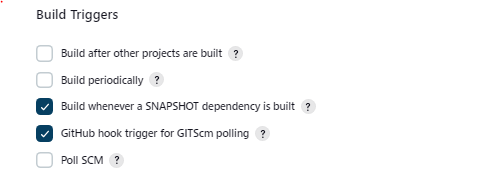 Build Triggers
Build after other projects are built ?
Build periodically ?
Build whenever a SNAPSHOT dependency is built ?
GitHub hook trigger for GITScm polling ?
Poll SCM ?